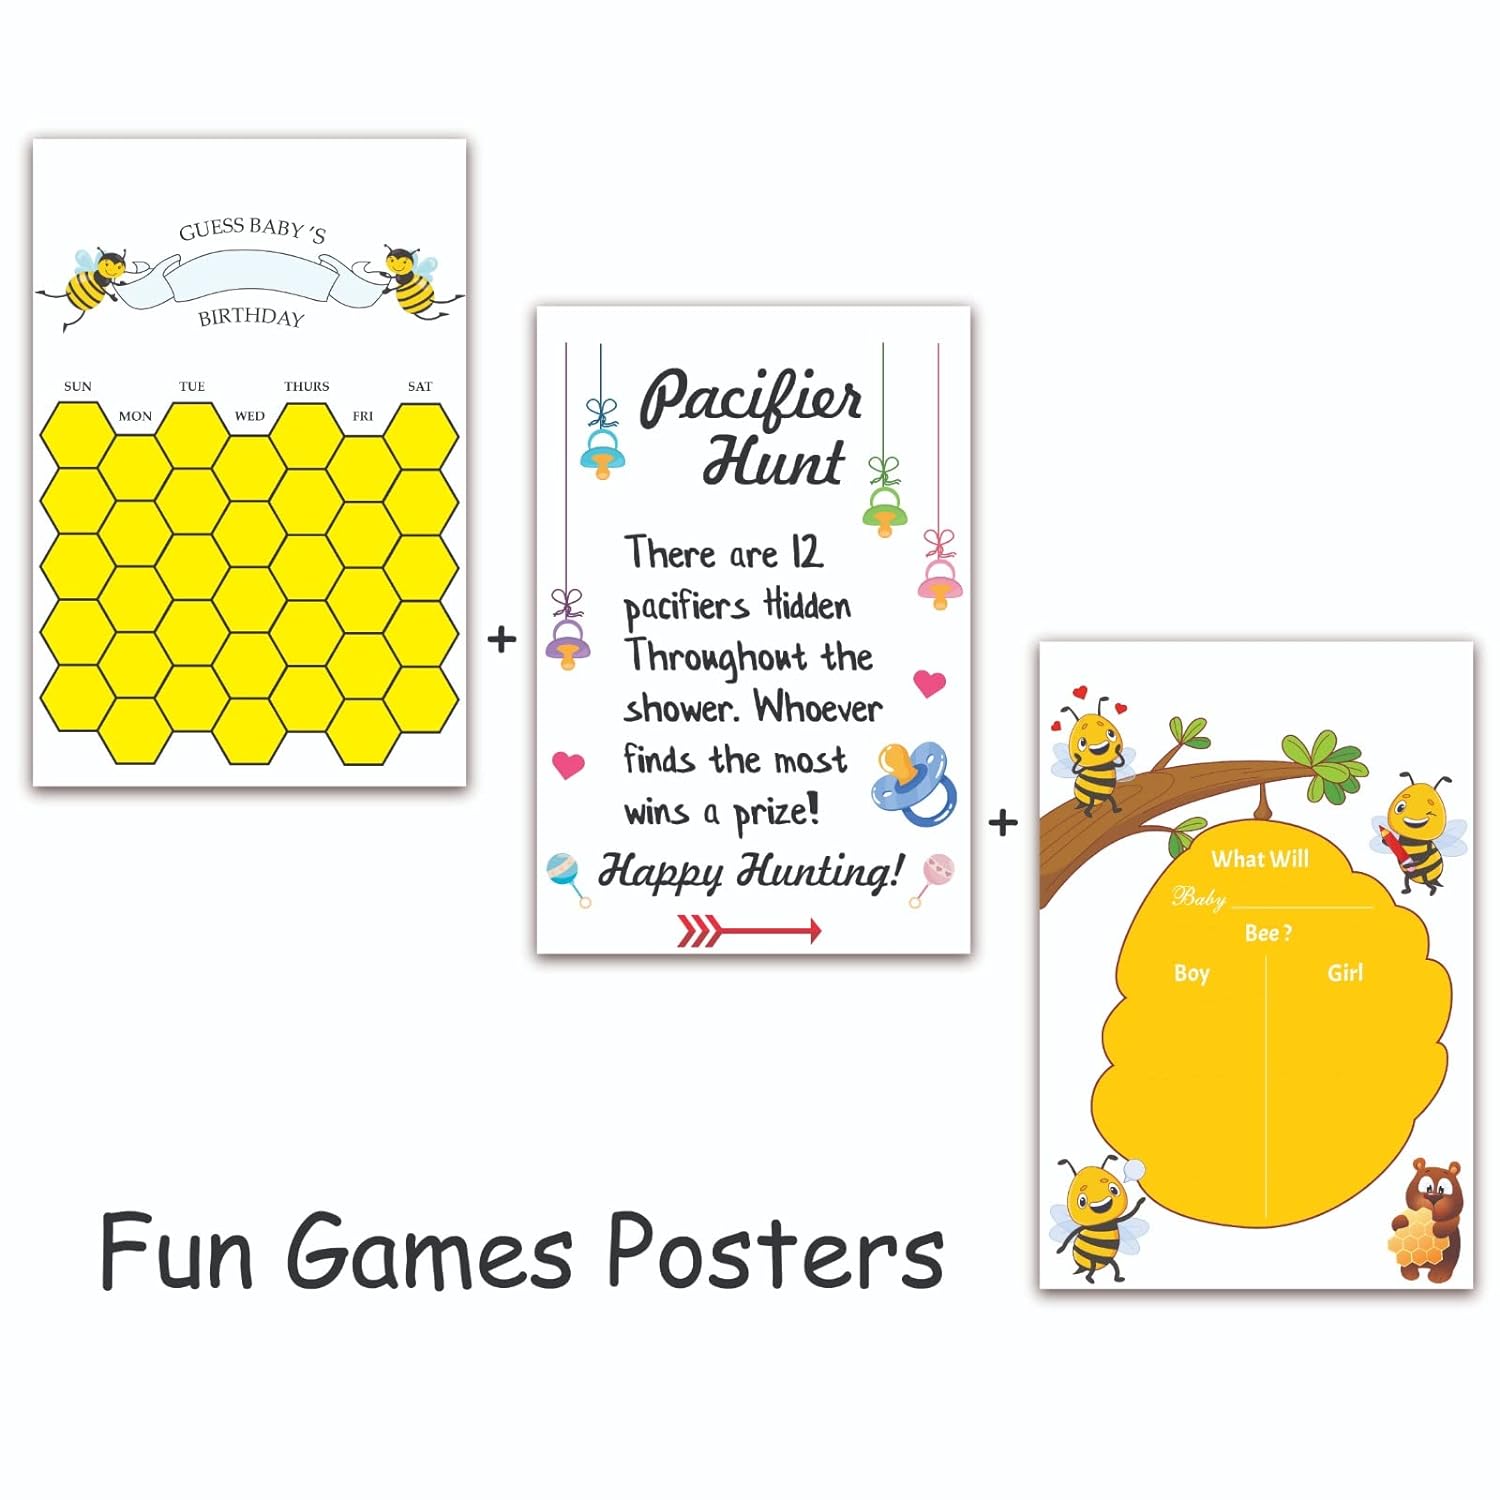 GUESS BABY'S
BIRTHDAY
SUN MON TUE WED THURS FRI SAT
+
Pacifier
Hunt
There are 12
pacifiers Hidden
Throughout the
shower. Whoever
finds the most
wins a prize!
Happy Hunting!
+
What Will
Baby __________
Bee?
Boy Girl
Fun Games Posters